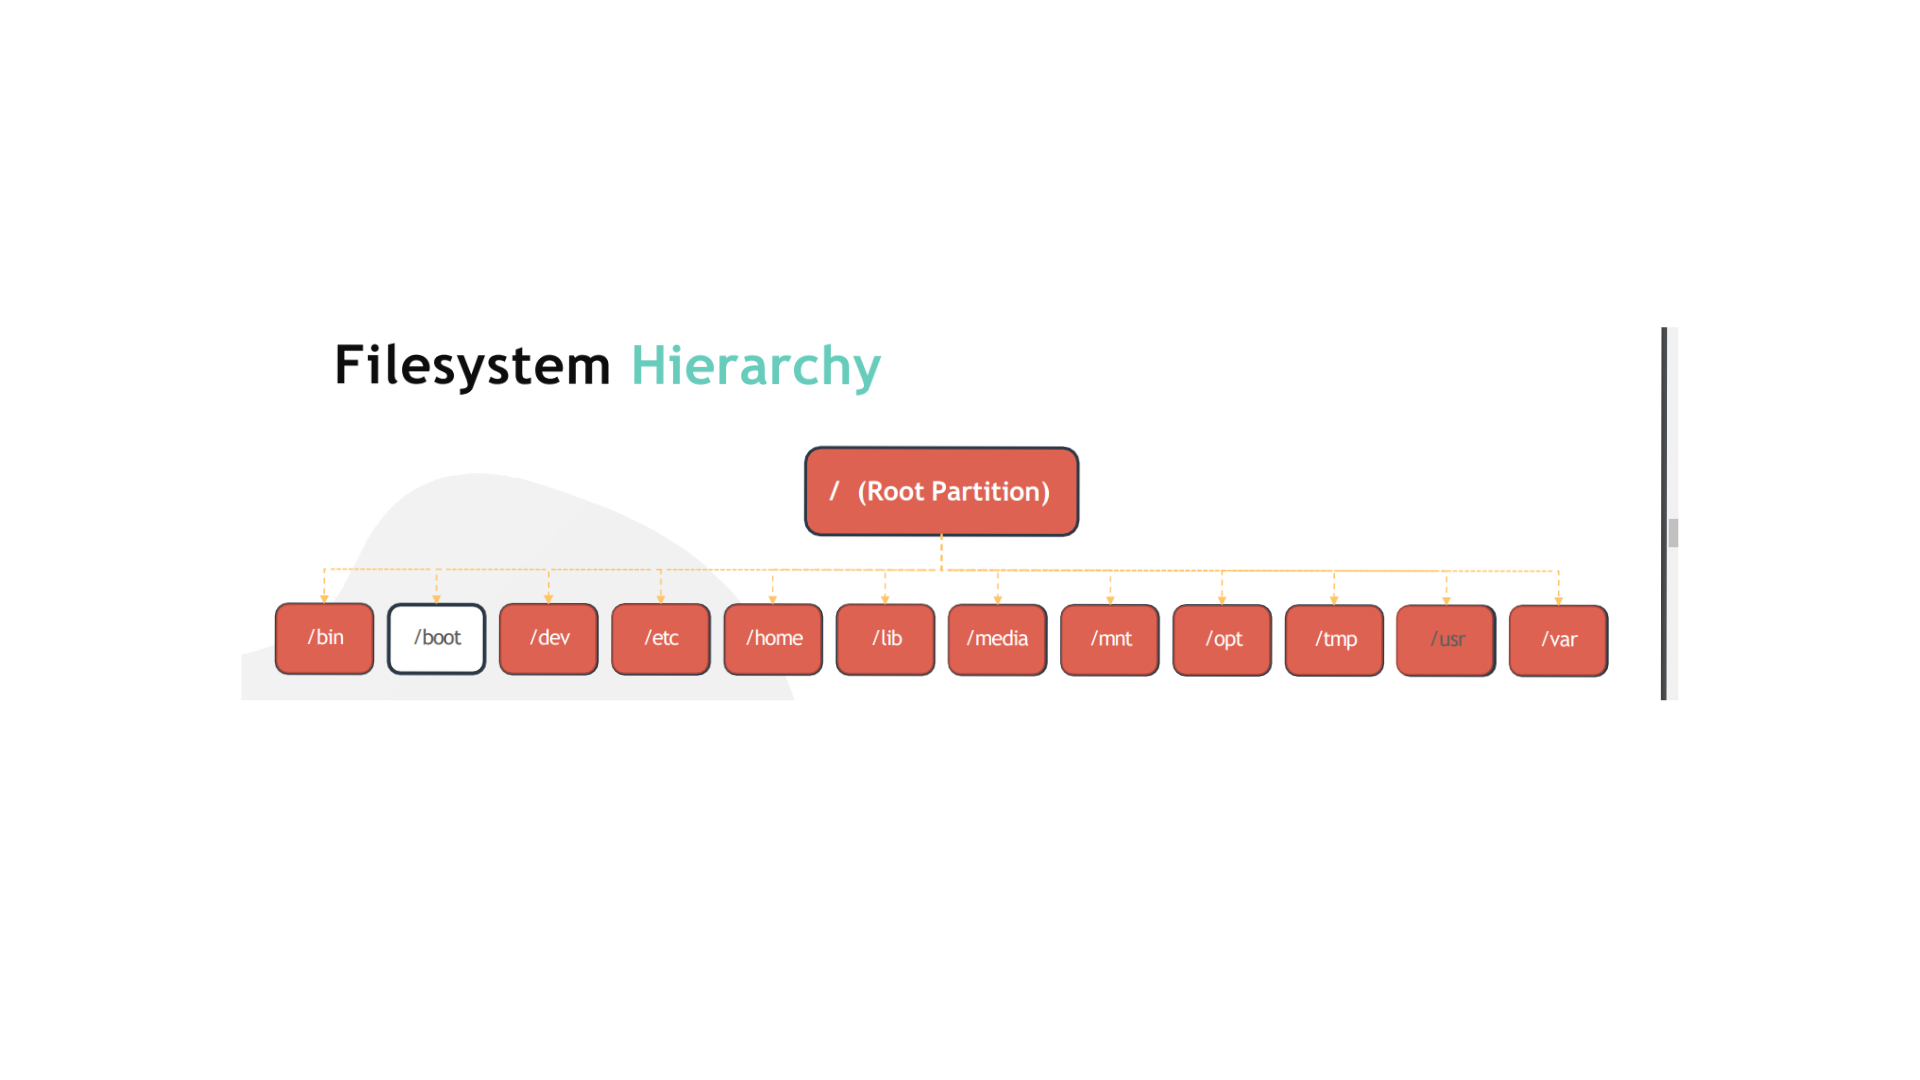 Filesystem Hierarchy
/ (Root Partition)
/bin /boot /dev /etc /home /lib /media /mnt /opt /tmp /usr /var